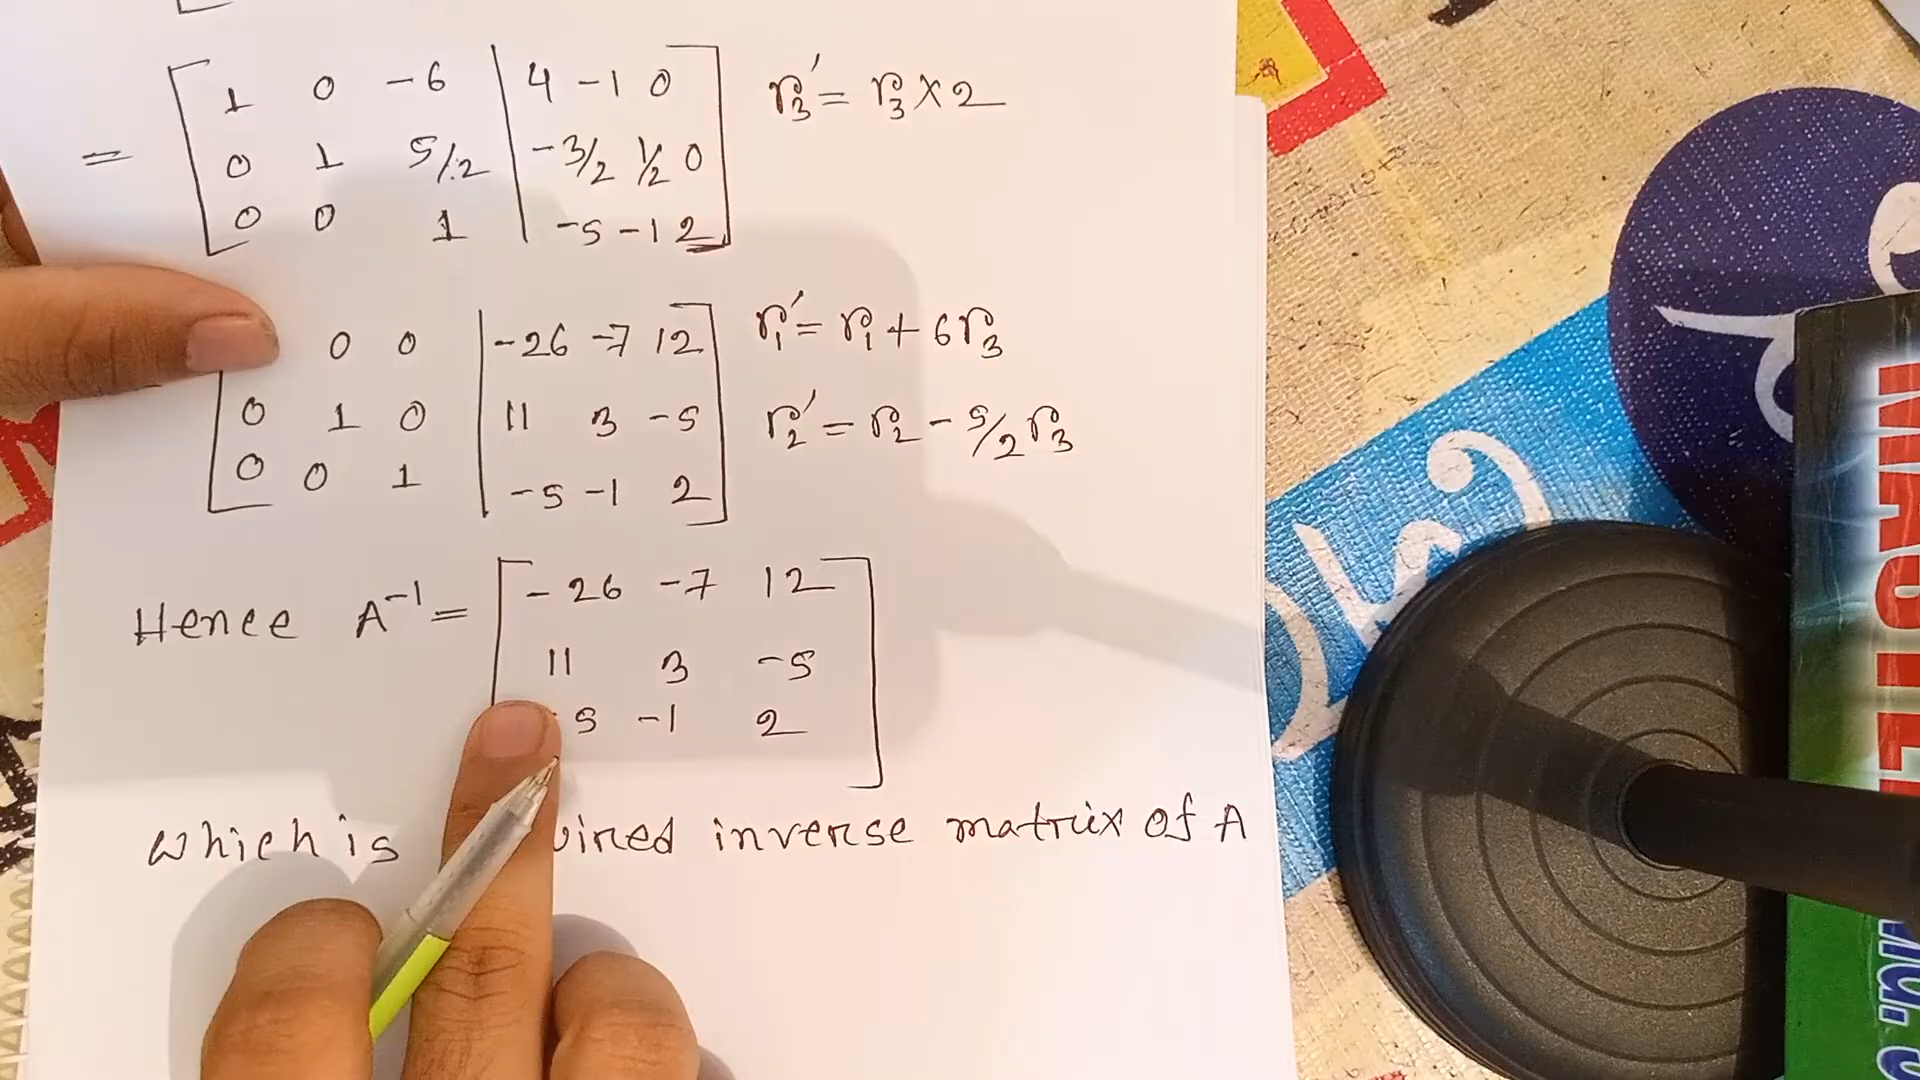 = [ 1 0 -6 | 4 -1 0 ] r₃′ = r₃ × 2
0 1 5/2 | -3/2 1/2 0
0 0 1 | -5 -1 2
0 0 | -26 -7 12 r₁′ = r₁ + 6r₃
0 1 0 | 11 3 -5 r₂′ = r₂ - 5/2 r₃
0 0 1 | -5 -1 2
Hence A⁻¹ = [ -26 -7 12 ]
11 3 -5
5 -1 2
which is uired inverse matrix of A